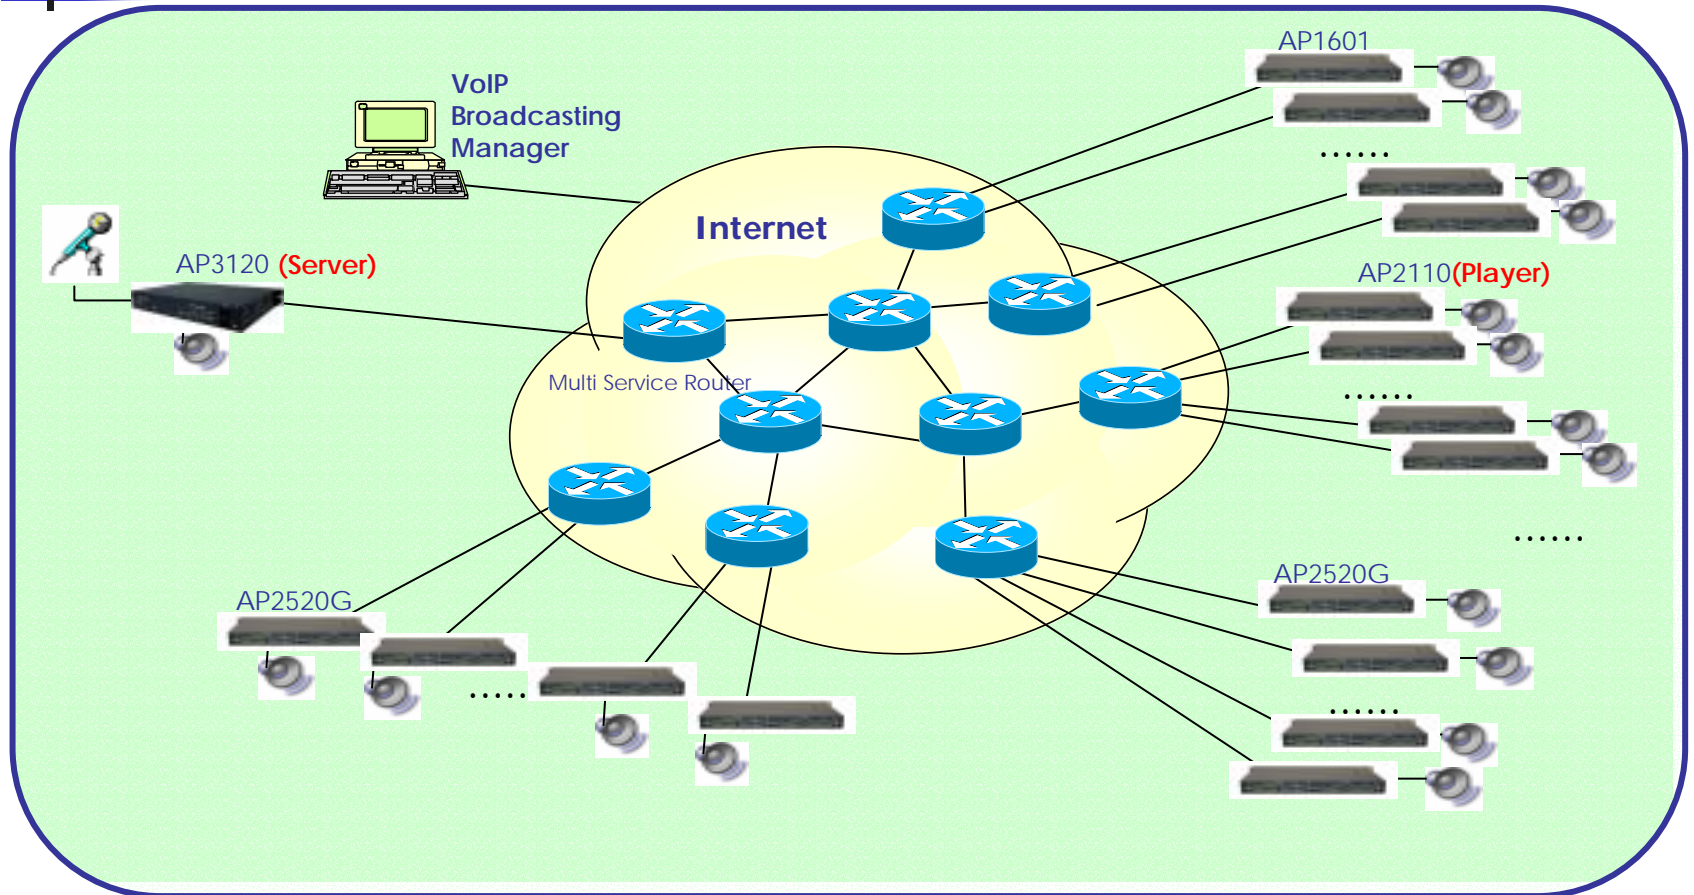 AP1601
VoIP
Broadcasting
Manager
......
Internet
AP3120 (Server)
AP2110(Player)
Multi Service Router
......
......
AP2520G
AP2520G
.....
......